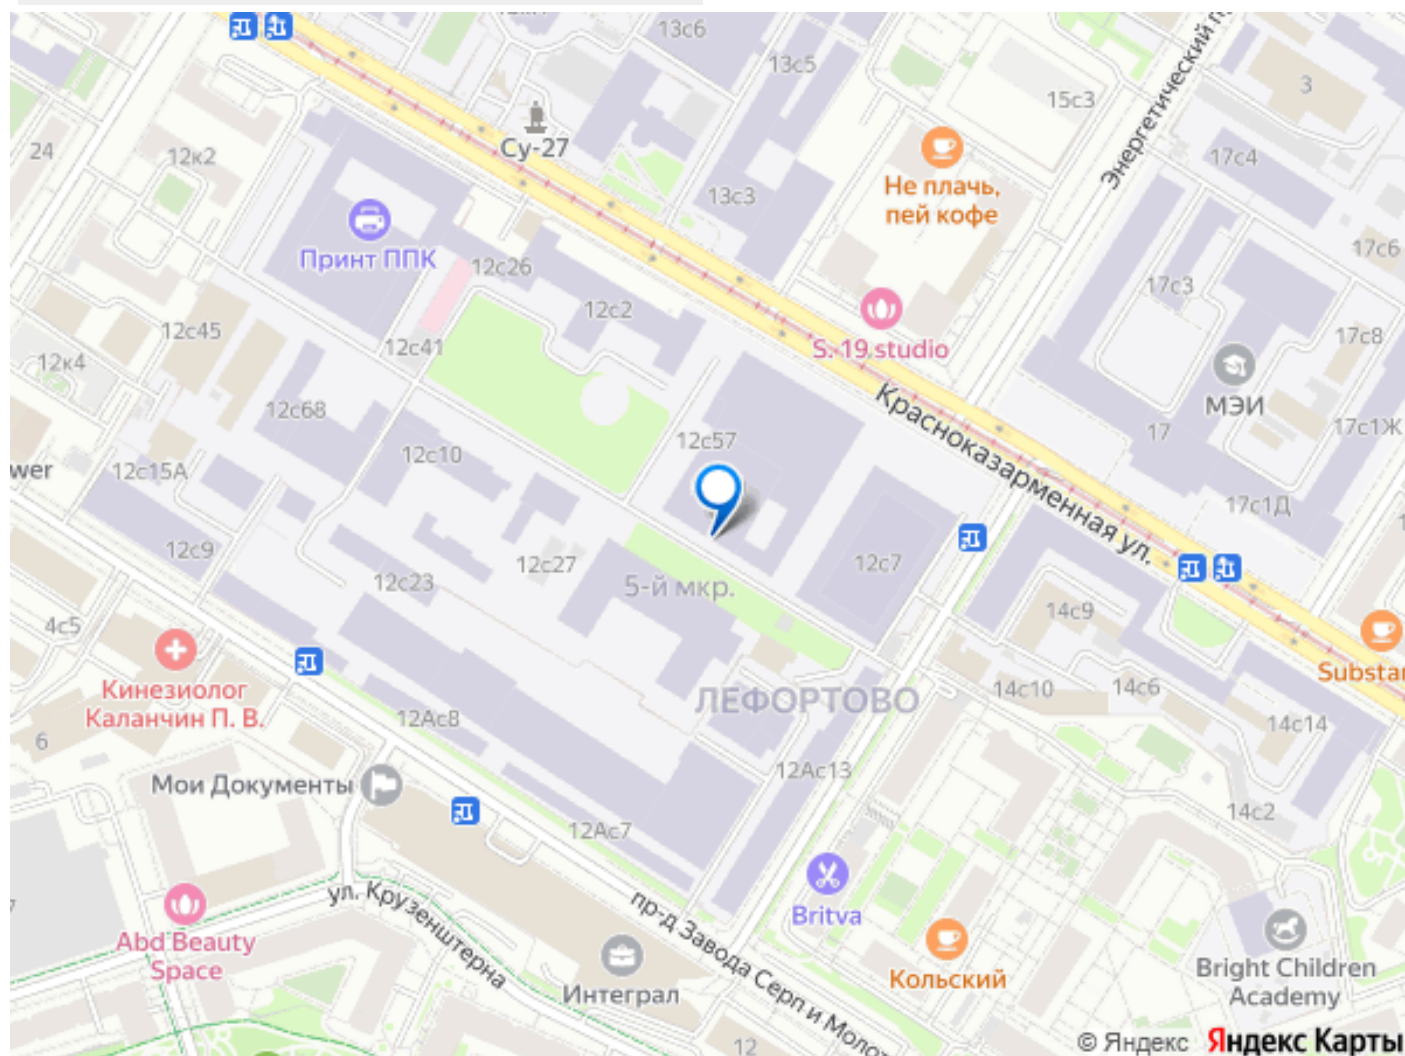 13с6
13с5
3
15с3
Энергетический
24
12к2
Су-27
17с4
Не плачь,
пей кофе
13с3
17с6
Принт ППК
12с26
17с3
12с2
12с45
12с41
S.-19 studio
17с8
12к4
МЭИ
Красноказарменная ул.
12с68
12с57
17
17с1Ж
12с10
wer
12с15А
17с1Д
12с9
12с27
12с7
12с23
5-й мкр.
14с9
4с5
Substar
Кинезиолог
Каланчин П. В.
ЛЕФОРТОВО
14с10
14с6
12Ас8
14с14
6
Мои Документы
12Ас13
14с2
12Ас7
ул. Крузенштерна
пр-д Завода Серп и Молот
Britva
Abd Beauty
Space
Интеграл
Кольский
Bright Children
Academy
12
© Яндекс Яндекс Карты